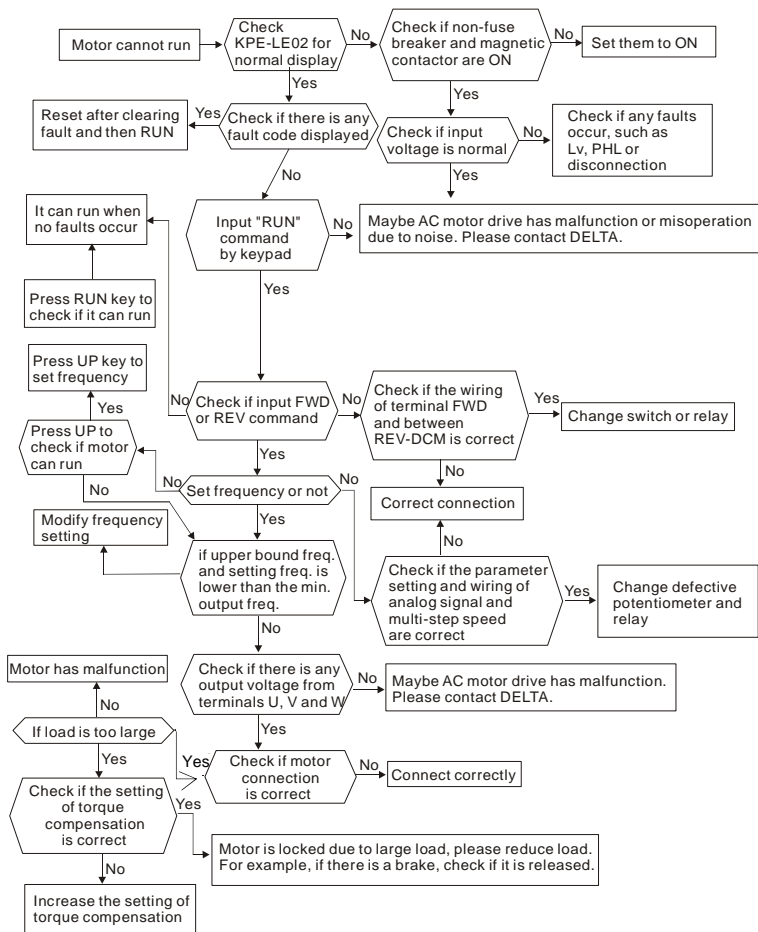 Motor cannot run
Check
KPE-LE02 for
normal display
No
Check if non-fuse
breaker and magnetic
contactor are ON
No
Set them to ON
Yes
Yes
Reset after clearing
fault and then RUN
Yes
Check if there is any
fault code displayed
Check if input
voltage is normal
No
Check if any faults
occur, such as
Lv, PHL or
disconnection
No
Yes
It can run when
no faults occur
Input "RUN"
command
by keypad
No
Maybe AC motor drive has malfunction or misoperation
due to noise. Please contact DELTA.
Press RUN key to
check if it can run
Yes
Press UP key to
set frequency
No
Check if input FWD
or REV command
No
Check if the wiring
of terminal FWD
and between
REV-DCM is correct
Yes
Change switch or relay
Yes
Press UP to
check if motor
can run
Yes
No
No
Set frequency or not
No
No
Correct connection
Modify frequency
setting
Yes
No
if upper bound freq.
and setting freq. is
lower than the min.
output freq.
Check if the parameter
setting and wiring of
analog signal and
multi-step speed
are correct
Yes
Change defective
potentiometer and
relay
No
Motor has malfunction
Check if there is any
output voltage from
terminals U, V and W
No
Maybe AC motor drive has malfunction.
Please contact DELTA.
No
If load is too large
Yes
Yes
Yes
Check if motor
connection
is correct
No
Connect correctly
Check if the setting
of torque
compensation
is correct
Yes
Motor is locked due to large load, please reduce load.
For example, if there is a brake, check if it is released.
No
Increase the setting of
torque compensation